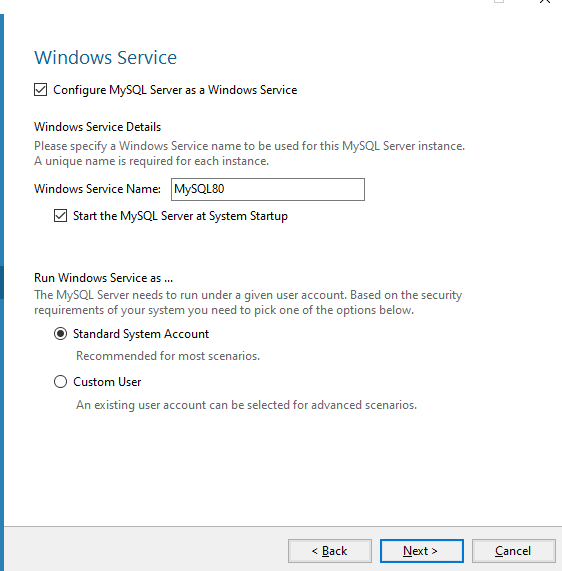 Windows Service
Configure MySQL Server as a Windows Service
Windows Service Details
Please specify a Windows Service name to be used for this MySQL Server instance.
A unique name is required for each instance.
Windows Service Name: MySQL80
Start the MySQL Server at System Startup
Run Windows Service as ...
The MySQL Server needs to run under a given user account. Based on the security
requirements of your system you need to pick one of the options below.
Standard System Account
Recommended for most scenarios.
Custom User
An existing user account can be selected for advanced scenarios.
< Back Next > Cancel